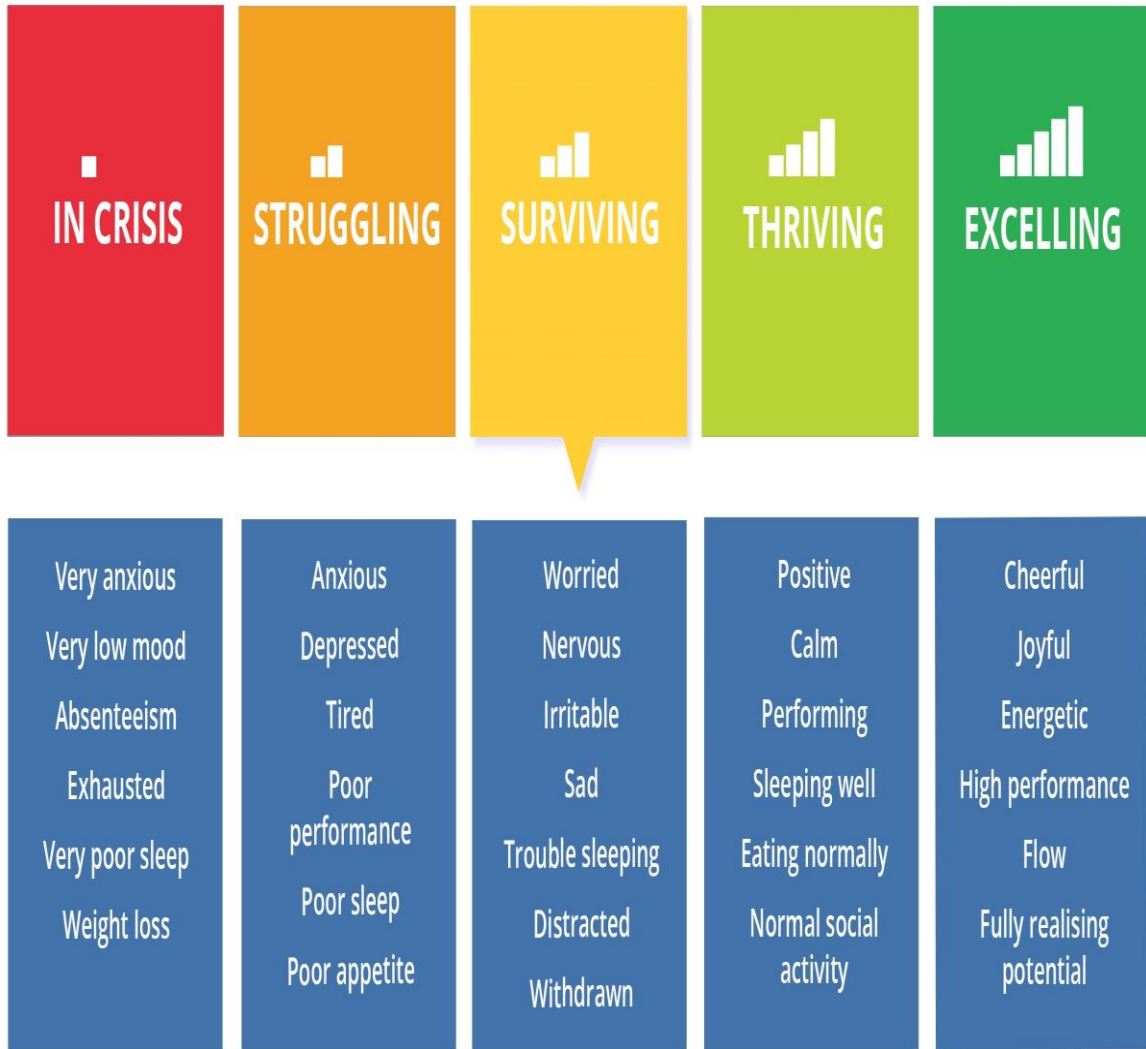 IN CRISIS
STRUGGLING
SURVIVING
THRIVING
EXCELLING
Very anxious
Very low mood
Absenteeism
Exhausted
Very poor sleep
Weight loss
Anxious
Depressed
Tired
Poor
performance
Poor sleep
Poor appetite
Worried
Nervous
Irritable
Sad
Trouble sleeping
Distracted
Withdrawn
Positive
Calm
Performing
Sleeping well
Eating normally
Normal social
activity
Cheerful
Joyful
Energetic
High performance
Flow
Fully realising
potential